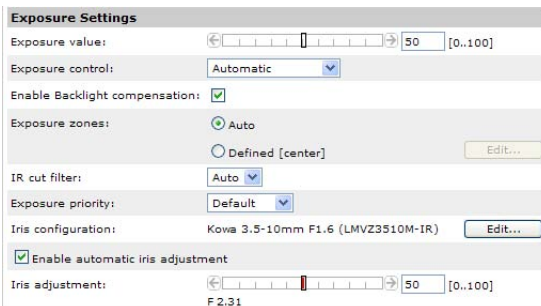 Exposure Settings
Exposure value: 50 [0..100]
Exposure control: Automatic
Enable Backlight compensation:
Exposure zones: Auto
Defined [center] Edit...
IR cut filter: Auto
Exposure priority: Default
Iris configuration: Kowa 3.5-10mm F1.6 (LMVZ3510M-IR) Edit...
Enable automatic iris adjustment
Iris adjustment: 50 [0..100]
F 2.31